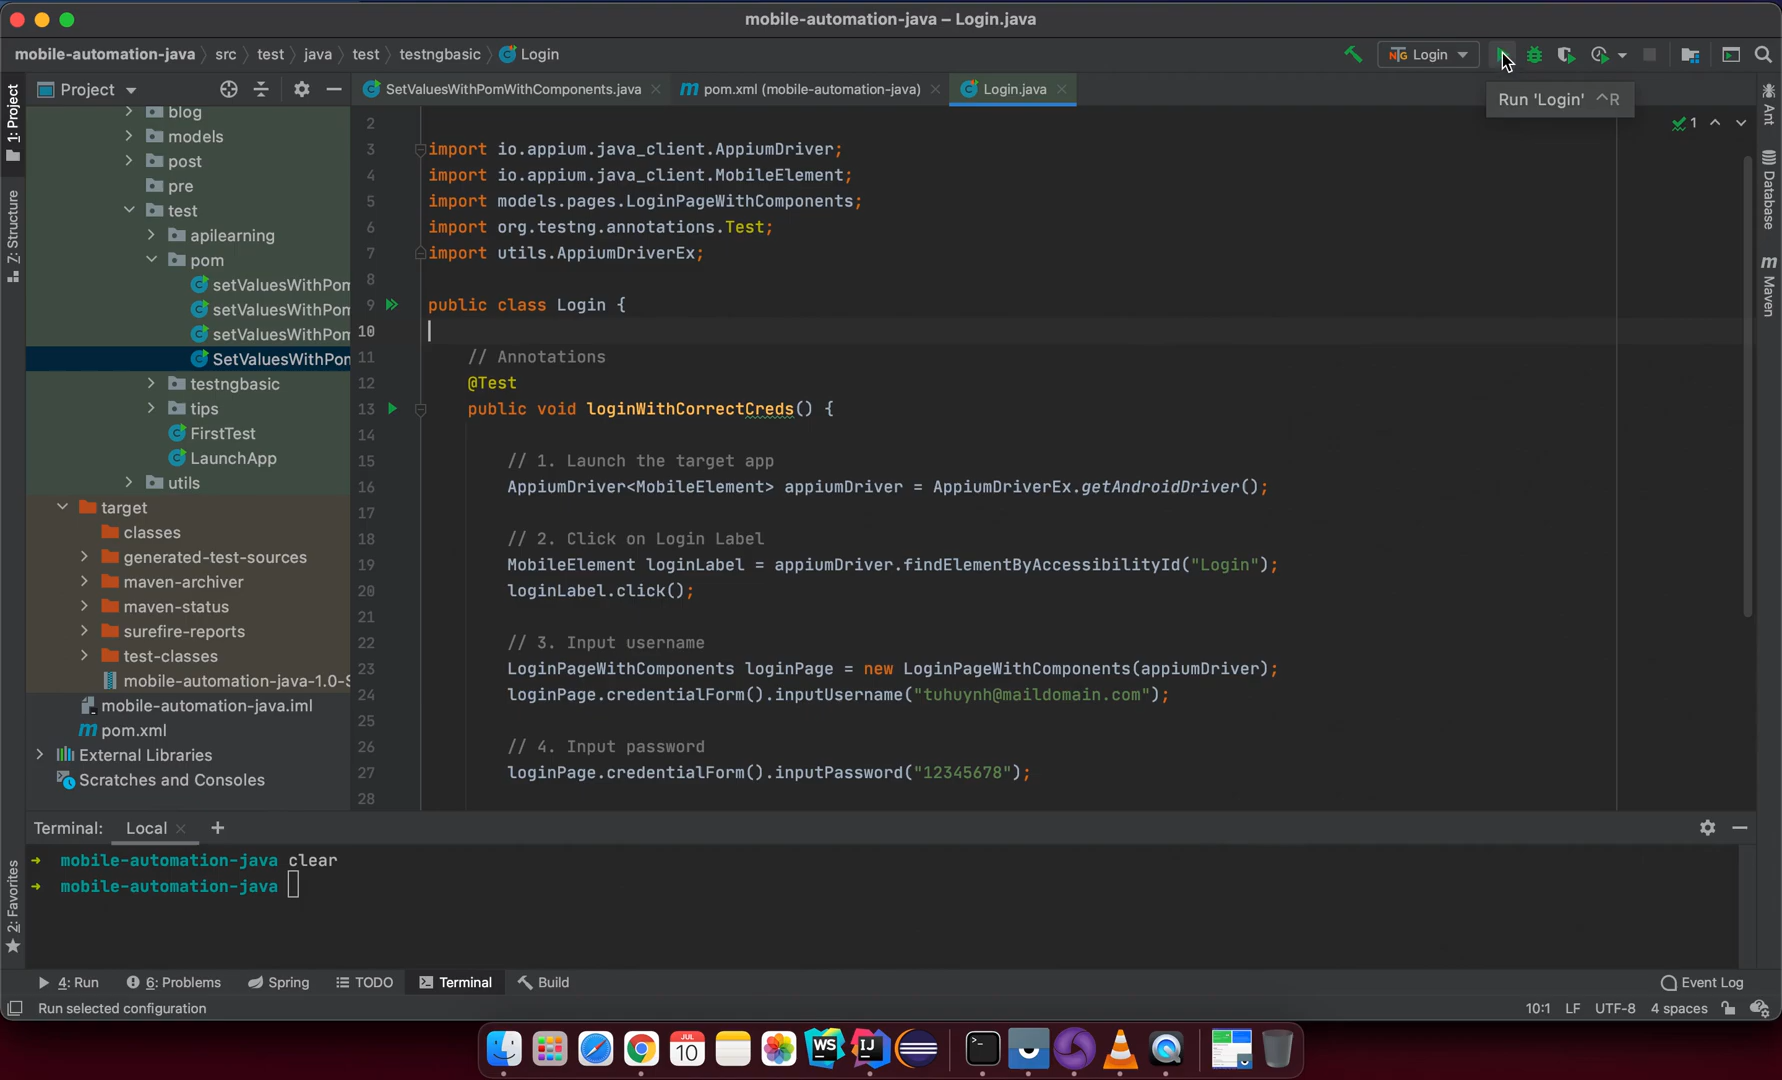 mobile-automation-java – Login.java
mobile-automation-java 〉 src 〉 test 〉 java 〉 test 〉 testngbasic 〉 Login
Login
Run 'Login' ^R
1: Project
7: Structure
2: Favorites
Project
SetValuesWithPomWithComponents.java
pom.xml (mobile-automation-java)
Login.java
1
Ant
Database
Maven
blog
models
post
pre
test
apilearning
pom
setValuesWithPom
setValuesWithPom
setValuesWithPom
SetValuesWithPom
testngbasic
tips
FirstTest
LaunchApp
utils
target
classes
generated-test-sources
maven-archiver
maven-status
surefire-reports
test-classes
mobile-automation-java-1.0-S
mobile-automation-java.iml
pom.xml
External Libraries
Scratches and Consoles
2
3 import io.appium.java_client.AppiumDriver;
4 import io.appium.java_client.MobileElement;
5 import models.pages.LoginPageWithComponents;
6 import org.testng.annotations.Test;
7 import utils.AppiumDriverEx;
8
9 public class Login {
10
11 // Annotations
12 @Test
13 public void loginWithCorrectCreds() {
14
15 // 1. Launch the target app
16 AppiumDriver<MobileElement> appiumDriver = AppiumDriverEx.getAndroidDriver();
17
18 // 2. Click on Login Label
19 MobileElement loginLabel = appiumDriver.findElementByAccessibilityId("Login");
20 loginLabel.click();
21
22 // 3. Input username
23 LoginPageWithComponents loginPage = new LoginPageWithComponents(appiumDriver);
24 loginPage.credentialForm().inputUsername("tuhuynh@maildomain.com");
25
26 // 4. Input password
27 loginPage.credentialForm().inputPassword("12345678");
28
Terminal: Local +
→ mobile-automation-java clear
→ mobile-automation-java
4: Run
6: Problems
Spring
TODO
Terminal
Build
Event Log
Run selected configuration
10:1 LF UTF-8 4 spaces
JUL
10
WS
IJ